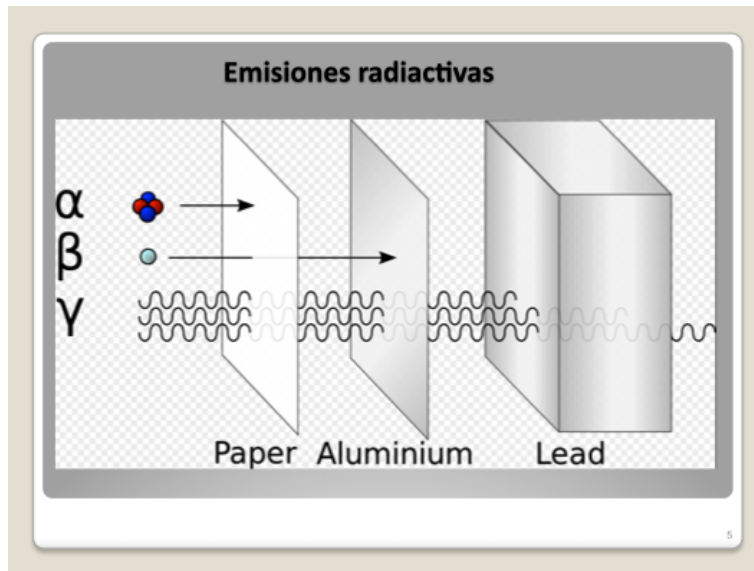 Emisiones radiactivas
α
β
γ
Paper Aluminium Lead
5